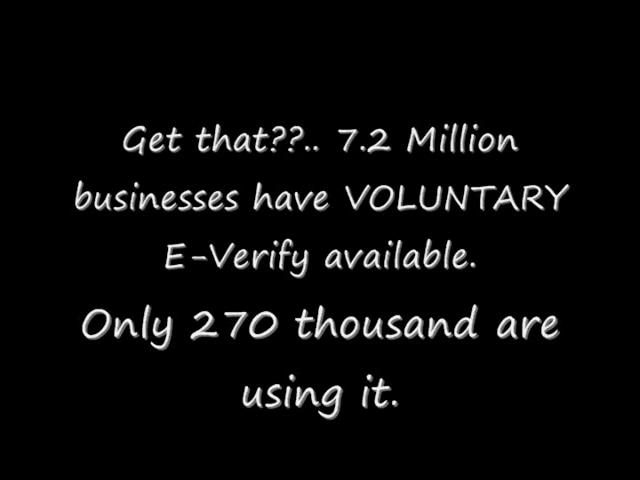 Get that??.. 7.2 Million
businesses have VOLUNTARY
E-Verify available.
Only 270 thousand are
using it.